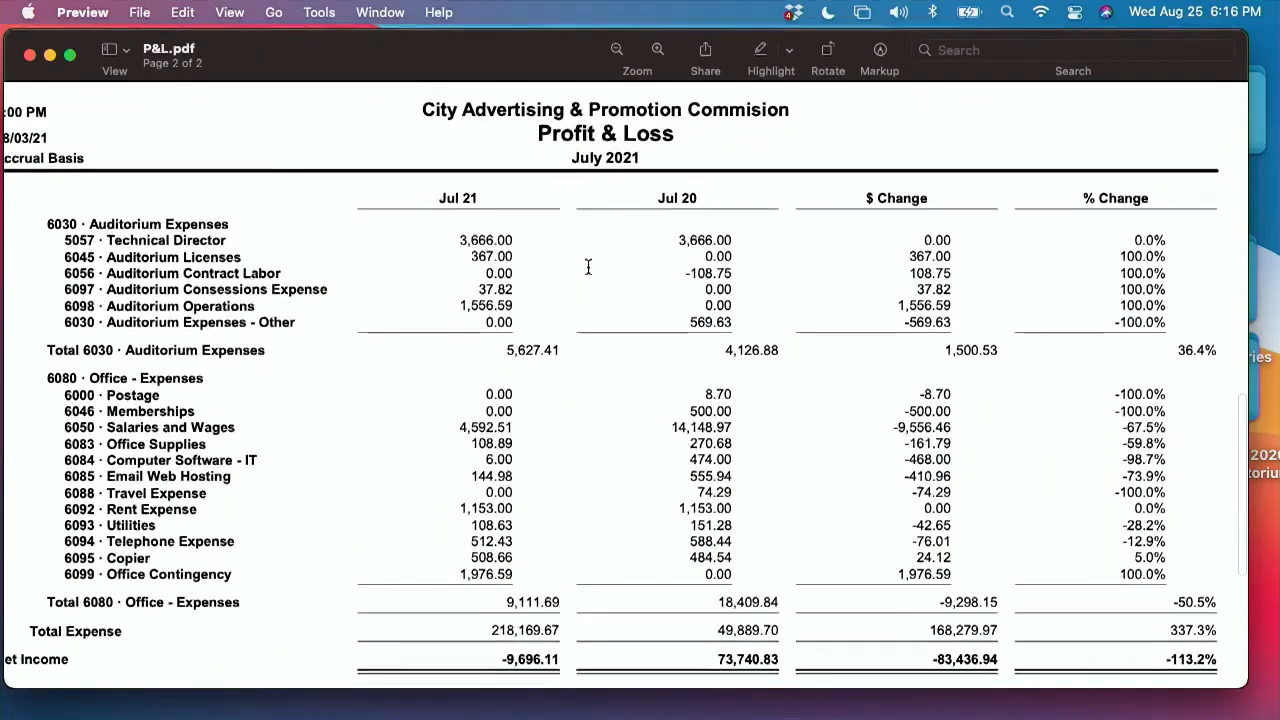 Preview File Edit View Go Tools Window Help 4 Wed Aug 25 6:16 PM
P&L.pdf
Page 2 of 2
View Zoom Share Highlight Rotate Markup Search
Search
:00 PM City Advertising & Promotion Commision
8/03/21 Profit & Loss
ccrual Basis July 2021
Jul 21 Jul 20 $ Change % Change
6030 · Auditorium Expenses
5057 · Technical Director 3,666.00 3,666.00 0.00 0.0%
6045 · Auditorium Licenses 367.00 0.00 367.00 100.0%
6056 · Auditorium Contract Labor 0.00 -108.75 108.75 100.0%
6097 · Auditorium Consessions Expense 37.82 0.00 37.82 100.0%
6098 · Auditorium Operations 1,556.59 0.00 1,556.59 100.0%
6030 · Auditorium Expenses - Other 0.00 569.63 -569.63 -100.0%
Total 6030 · Auditorium Expenses 5,627.41 4,126.88 1,500.53 36.4%
ries
6080 · Office - Expenses
6000 · Postage 0.00 8.70 -8.70 -100.0%
6046 · Memberships 0.00 500.00 -500.00 -100.0%
6050 · Salaries and Wages 4,592.51 14,148.97 -9,556.46 -67.5%
6083 · Office Supplies 108.89 270.68 -161.79 -59.8%
6084 · Computer Software - IT 6.00 474.00 -468.00 -98.7%
2020
6085 · Email Web Hosting 144.98 555.94 -410.96 -73.9%
torium
6088 · Travel Expense 0.00 74.29 -74.29 -100.0%
6092 · Rent Expense 1,153.00 1,153.00 0.00 0.0%
6093 · Utilities 108.63 151.28 -42.65 -28.2%
6094 · Telephone Expense 512.43 588.44 -76.01 -12.9%
6095 · Copier 508.66 484.54 24.12 5.0%
6099 · Office Contingency 1,976.59 0.00 1,976.59 100.0%
Total 6080 · Office - Expenses 9,111.69 18,409.84 -9,298.15 -50.5%
Total Expense 218,169.67 49,889.70 168,279.97 337.3%
et Income -9,696.11 73,740.83 -83,436.94 -113.2%